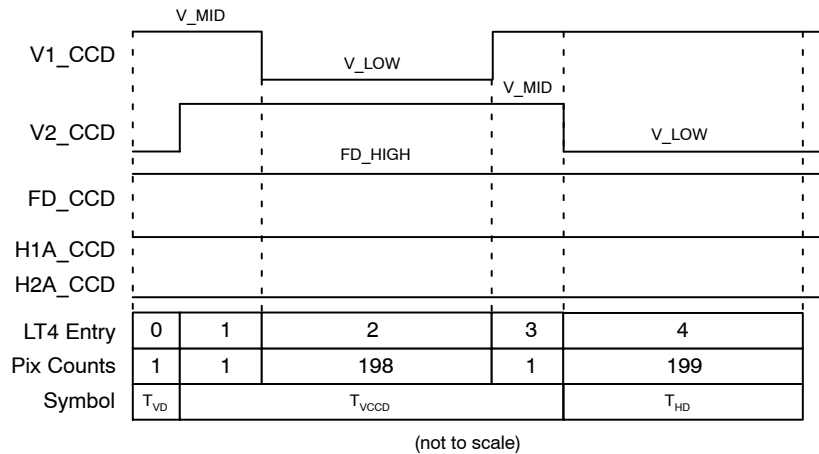 V_MID
V1_CCD
V_LOW
V_MID
V2_CCD
V_LOW
FD_HIGH
FD_CCD
H1A_CCD
H2A_CCD
LT4 Entry 0 1 2 3 4
Pix Counts 1 1 198 1 199
Symbol TVD TVCCD THD
(not to scale)